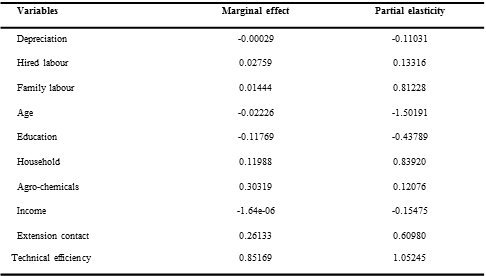 Variables Marginal effect Partial elasticity
Depreciation -0.00029 -0.11031
Hired labour 0.02759 0.13316
Family labour 0.01444 0.81228
Age -0.02226 -1.50191
Education -0.11769 -0.43789
Household 0.11988 0.83920
Agro-chemicals 0.30319 0.12076
Income -1.64e-06 -0.15475
Extension contact 0.26133 0.60980
Technical efficiency 0.85169 1.05245